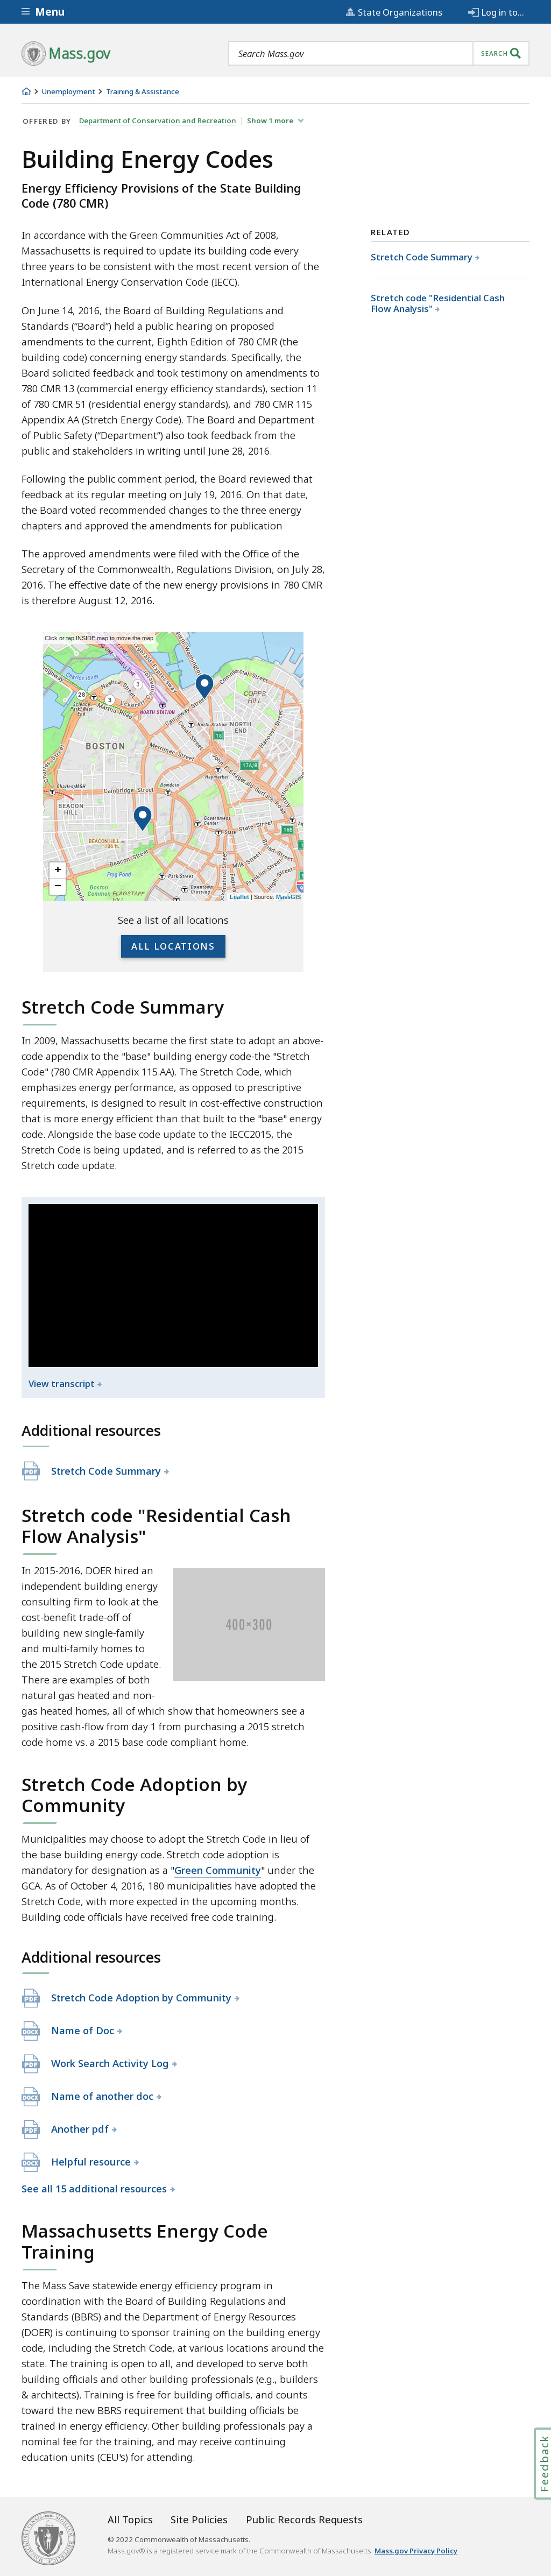 Menu
State Organizations
Log in to...
Mass.gov
Search Mass.gov
SEARCH
Unemployment
Training & Assistance
OFFERED BY
Department of Conservation and Recreation
Show 1 more
Building Energy Codes
Energy Efficiency Provisions of the State Building
Code (780 CMR)
In accordance with the Green Communities Act of 2008,
Massachusetts is required to update its building code every
three years to be consistent with the most recent version of the
International Energy Conservation Code (IECC).
On June 14, 2016, the Board of Building Regulations and
Standards (“Board”) held a public hearing on proposed
amendments to the current, Eighth Edition of 780 CMR (the
building code) concerning energy standards. Specifically, the
Board solicited feedback and took testimony on amendments to
780 CMR 13 (commercial energy efficiency standards), section 11
of 780 CMR 51 (residential energy standards), and 780 CMR 115
Appendix AA (Stretch Energy Code). The Board and Department
of Public Safety (“Department”) also took feedback from the
public and stakeholders in writing until June 28, 2016.
Following the public comment period, the Board reviewed that
feedback at its regular meeting on July 19, 2016. On that date,
the Board voted recommended changes to the three energy
chapters and approved the amendments for publication
The approved amendments were filed with the Office of the
Secretary of the Commonwealth, Regulations Division, on July 28,
2016. The effective date of the new energy provisions in 780 CMR
is therefore August 12, 2016.
RELATED
Stretch Code Summary
Stretch code "Residential Cash
Flow Analysis"
Click or tap INSIDE map to move the map
Charles River
COPPS
HILL
28
3
3
NORTH STATION
North Station
NORTH
END
BOSTON
Merrimac Street
17A/8
Haymarket
Charles/MGH
Cambridge Street
Bowdoin
BEACON
HILL
Government
Center
State
19B
BEACON HILL
Park Street
Frog Pond
Boston
Common
FLAGSTAFF
HILL
Downtown
Crossing
+
−
Leaflet | Source: MassGIS
See a list of all locations
ALL LOCATIONS
Stretch Code Summary
In 2009, Massachusetts became the first state to adopt an above-
code appendix to the "base" building energy code-the "Stretch
Code" (780 CMR Appendix 115.AA). The Stretch Code, which
emphasizes energy performance, as opposed to prescriptive
requirements, is designed to result in cost-effective construction
that is more energy efficient than that built to the "base" energy
code. Alongside the base code update to the IECC2015, the
Stretch Code is being updated, and is referred to as the 2015
Stretch code update.
View transcript
Additional resources
PDF
Stretch Code Summary
Stretch code "Residential Cash
Flow Analysis"
In 2015-2016, DOER hired an
independent building energy
consulting firm to look at the
cost-benefit trade-off of
building new single-family
and multi-family homes to
the 2015 Stretch Code update.
There are examples of both
natural gas heated and non-
gas heated homes, all of which show that homeowners see a
positive cash-flow from day 1 from purchasing a 2015 stretch
code home vs. a 2015 base code compliant home.
400×300
Stretch Code Adoption by
Community
Municipalities may choose to adopt the Stretch Code in lieu of
the base building energy code. Stretch code adoption is
mandatory for designation as a "Green Community" under the
GCA. As of October 4, 2016, 180 municipalities have adopted the
Stretch Code, with more expected in the upcoming months.
Building code officials have received free code training.
Additional resources
PDF
Stretch Code Adoption by Community
DOCX
Name of Doc
PDF
Work Search Activity Log
DOCX
Name of another doc
PDF
Another pdf
DOCX
Helpful resource
See all 15 additional resources
Massachusetts Energy Code
Training
The Mass Save statewide energy efficiency program in
coordination with the Board of Building Regulations and
Standards (BBRS) and the Department of Energy Resources
(DOER) is continuing to sponsor training on the building energy
code, including the Stretch Code, at various locations around the
state. The training is open to all, and developed to serve both
building officials and other building professionals (e.g., builders
& architects). Training is free for building officials, and counts
toward the new BBRS requirement that building officials be
trained in energy efficiency. Other building professionals pay a
nominal fee for the training, and may receive continuing
education units (CEU's) for attending.
Feedback
All Topics
Site Policies
Public Records Requests
© 2022 Commonwealth of Massachusetts.
Mass.gov® is a registered service mark of the Commonwealth of Massachusetts. Mass.gov Privacy Policy